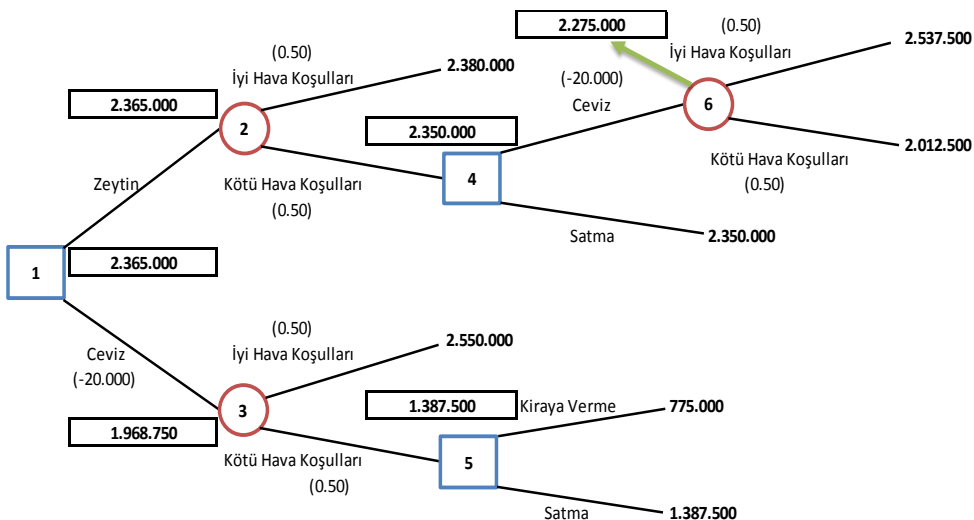 2.275.000
(0.50)
İyi Hava Koşulları
2.537.500
(0.50)
İyi Hava Koşulları
2.380.000
(-20.000)
Ceviz
6
2.365.000
2
2.350.000
2.012.500
Kötü Hava Koşulları
(0.50)
Zeytin
Kötü Hava Koşulları
(0.50)
4
Satma
2.350.000
1
2.365.000
(0.50)
İyi Hava Koşulları
2.550.000
Ceviz
(-20.000)
3
1.387.500
Kiraya Verme
775.000
1.968.750
Kötü Hava Koşulları
(0.50)
5
Satma
1.387.500